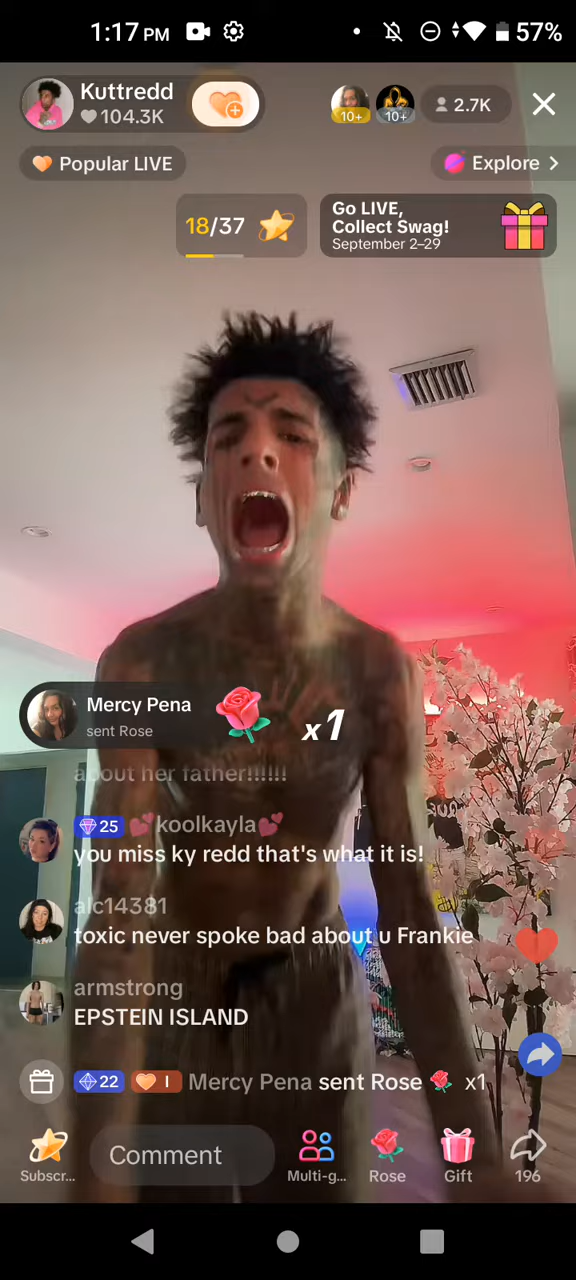 1:17 PM
57%
Kuttredd
104.3K
10+
10+
2.7K
Popular LIVE
Explore >
18/37
Go LIVE,
Collect Swag!
September 2–29
Mercy Pena
sent Rose
x1
about her father!!!!!!
25 💕koolkayla💕
you miss ky redd that's what it is!
alc14381
toxic never spoke bad about u Frankie
armstrong
EPSTEIN ISLAND
22 I Mercy Pena sent Rose 🌹 x1
Comment
Subscr...
Multi-g...
Rose
Gift
196